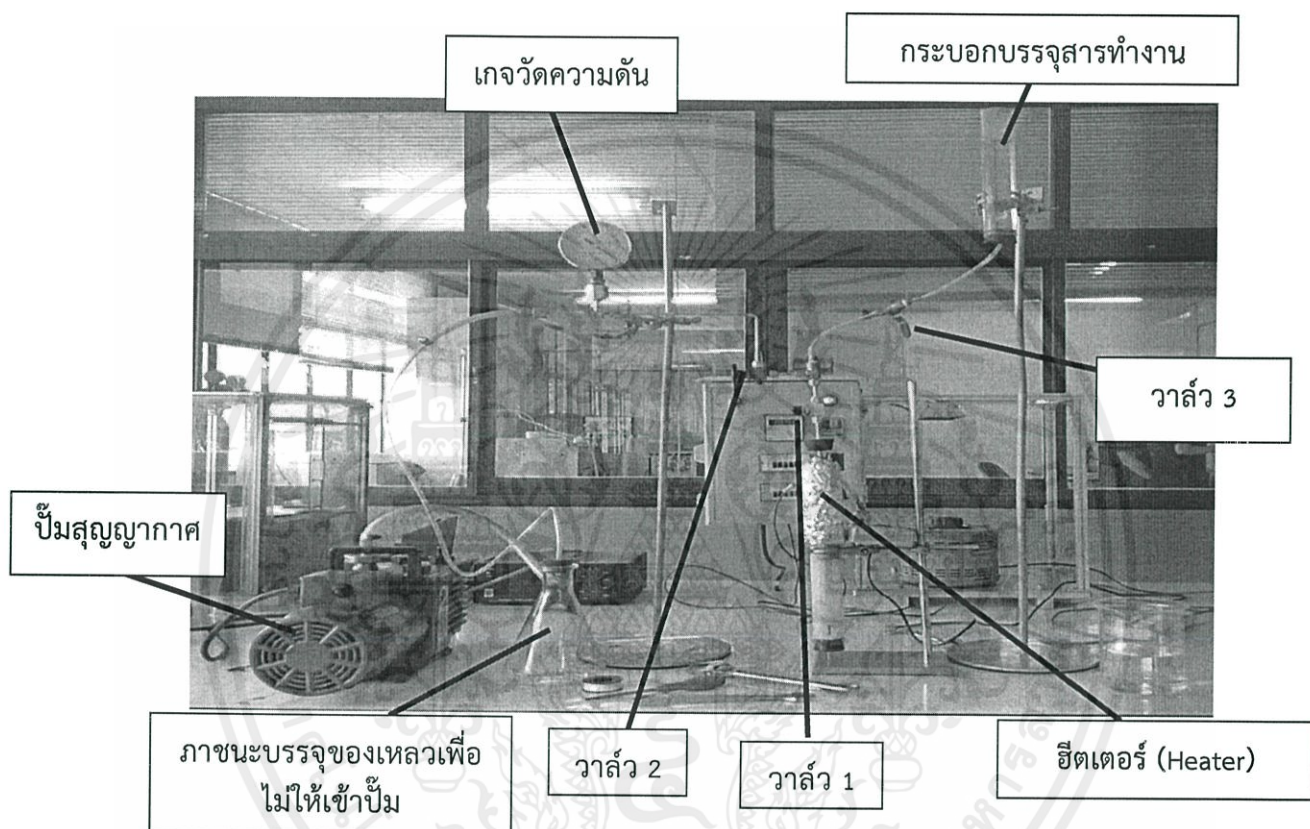 กระบอกบรรจุสารทำงาน
เกจวัดความดัน
วาล์ว 3
ปั๊มสุญญากาศ
ภาชนะบรรจุของเหลวเพื่อ
ไม่ให้เข้าปั๊ม
วาล์ว 2
วาล์ว 1
ฮีตเตอร์ (Heater)